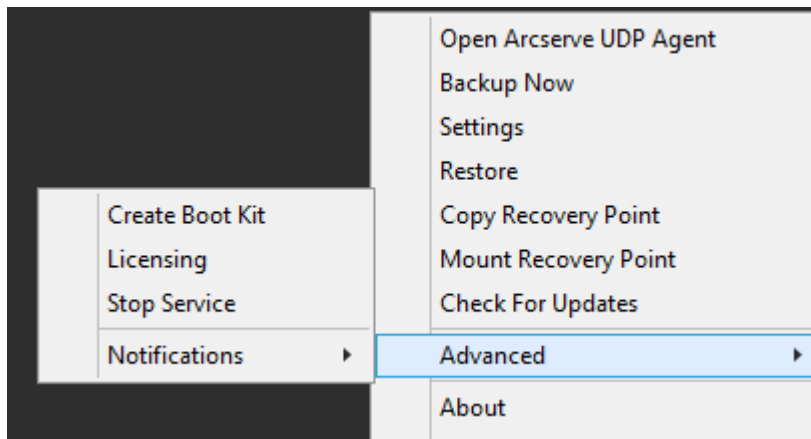 Open Arcserve UDP Agent
Backup Now
Settings
Restore
Copy Recovery Point
Mount Recovery Point
Check For Updates
Advanced
About
Create Boot Kit
Licensing
Stop Service
Notifications